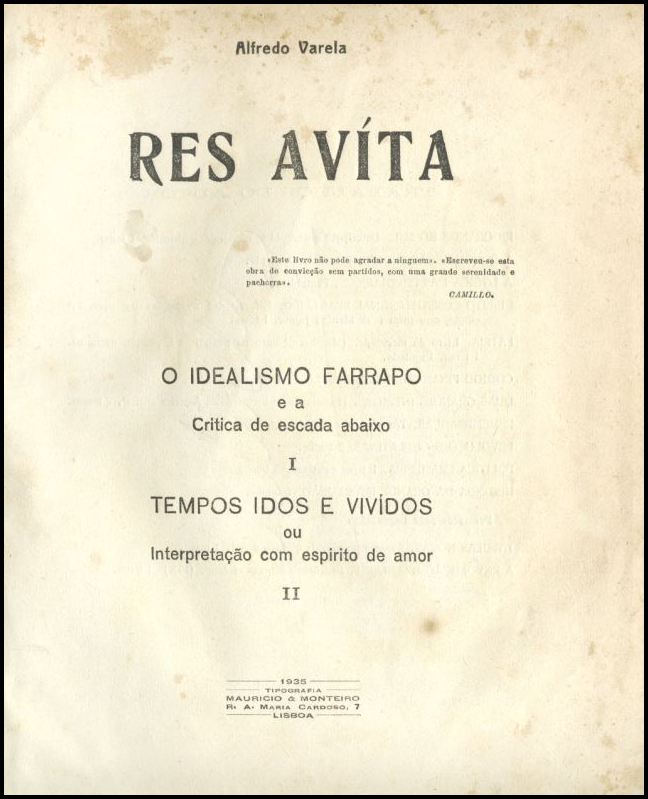 Alfredo Varela
RES AVÍTA
«Este livro não pode agradar a ninguem». «Escreveu-se esta
obra de convicção sem partidos, com uma grande serenidade e
pachorra».
CAMILLO.
O IDEALISMO FARRAPO
e a
Critica de escada abaixo
I
TEMPOS IDOS E VIVÍDOS
ou
Interpretação com espirito de amor
II
1935
TIPOGRAFIA
MAURICIO & MONTEIRO
R. A. MARIA CARDOSO, 7
LISBOA